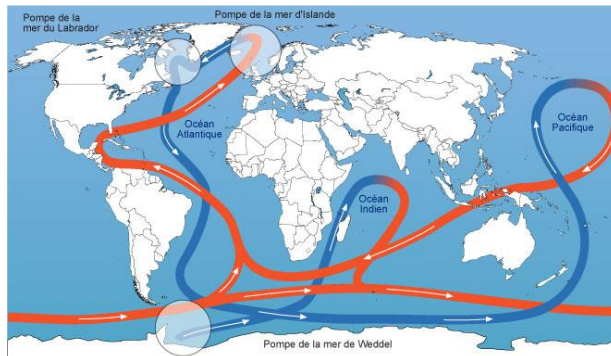 Pompe de la
mer du Labrador
Pompe de la mer d'Islande
Océan
Atlantique
Océan
Pacifique
Océan
Indien
Pompe de la mer de Weddel